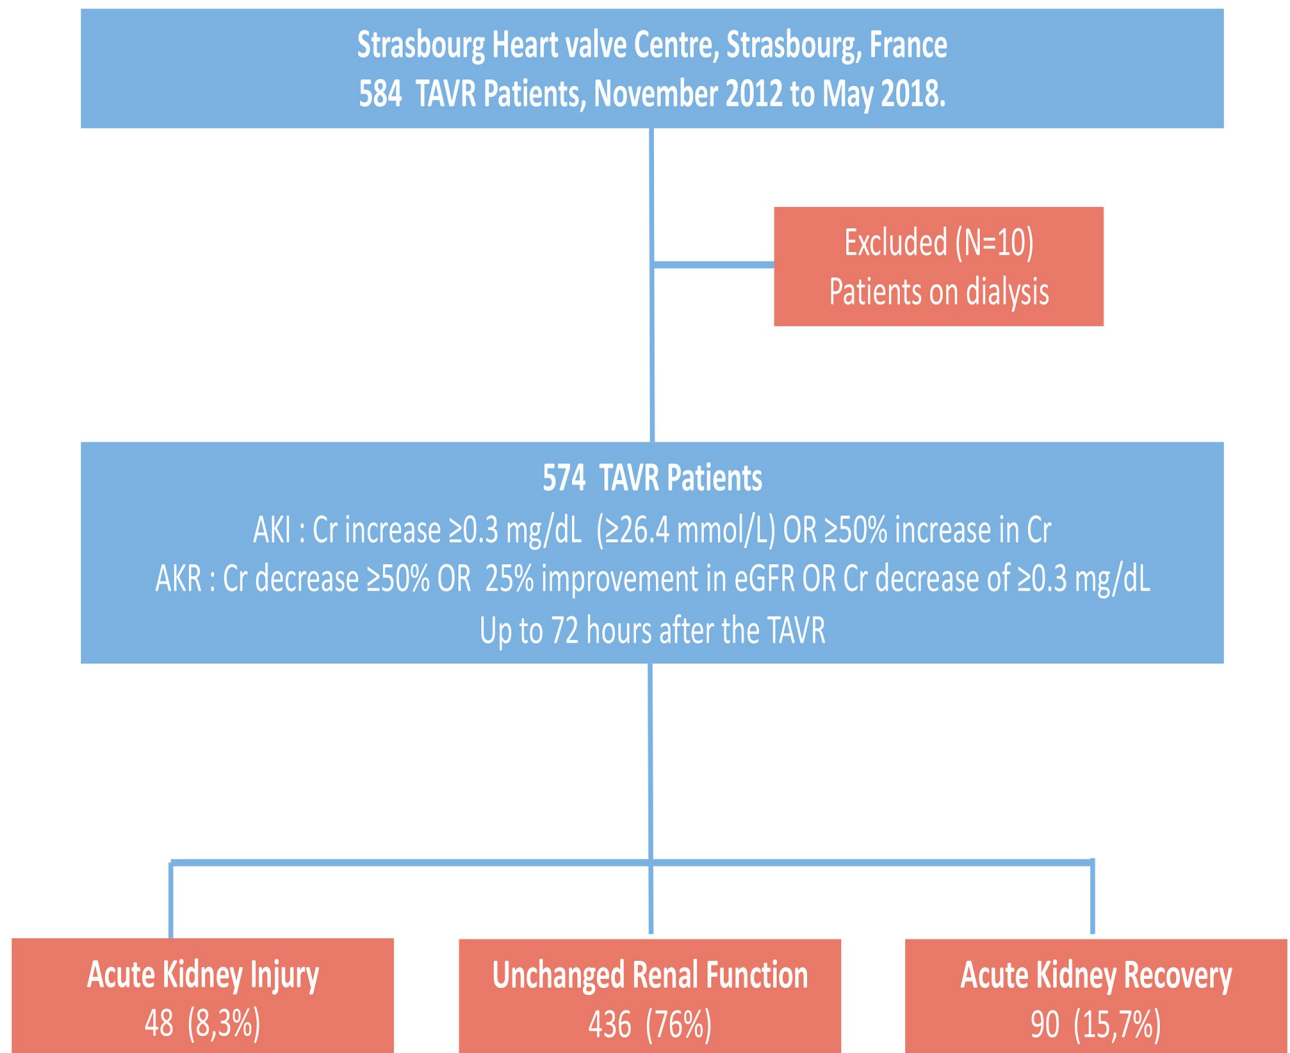 Strasbourg Heart valve Centre, Strasbourg, France
584 TAVR Patients, November 2012 to May 2018.
Excluded (N=10)
Patients on dialysis
574 TAVR Patients
AKI : Cr increase ≥0.3 mg/dL (≥26.4 mmol/L) OR ≥50% increase in Cr
AKR : Cr decrease ≥50% OR 25% improvement in eGFR OR Cr decrease of ≥0.3 mg/dL
Up to 72 hours after the TAVR
Acute Kidney Injury
48 (8,3%)
Unchanged Renal Function
436 (76%)
Acute Kidney Recovery
90 (15,7%)